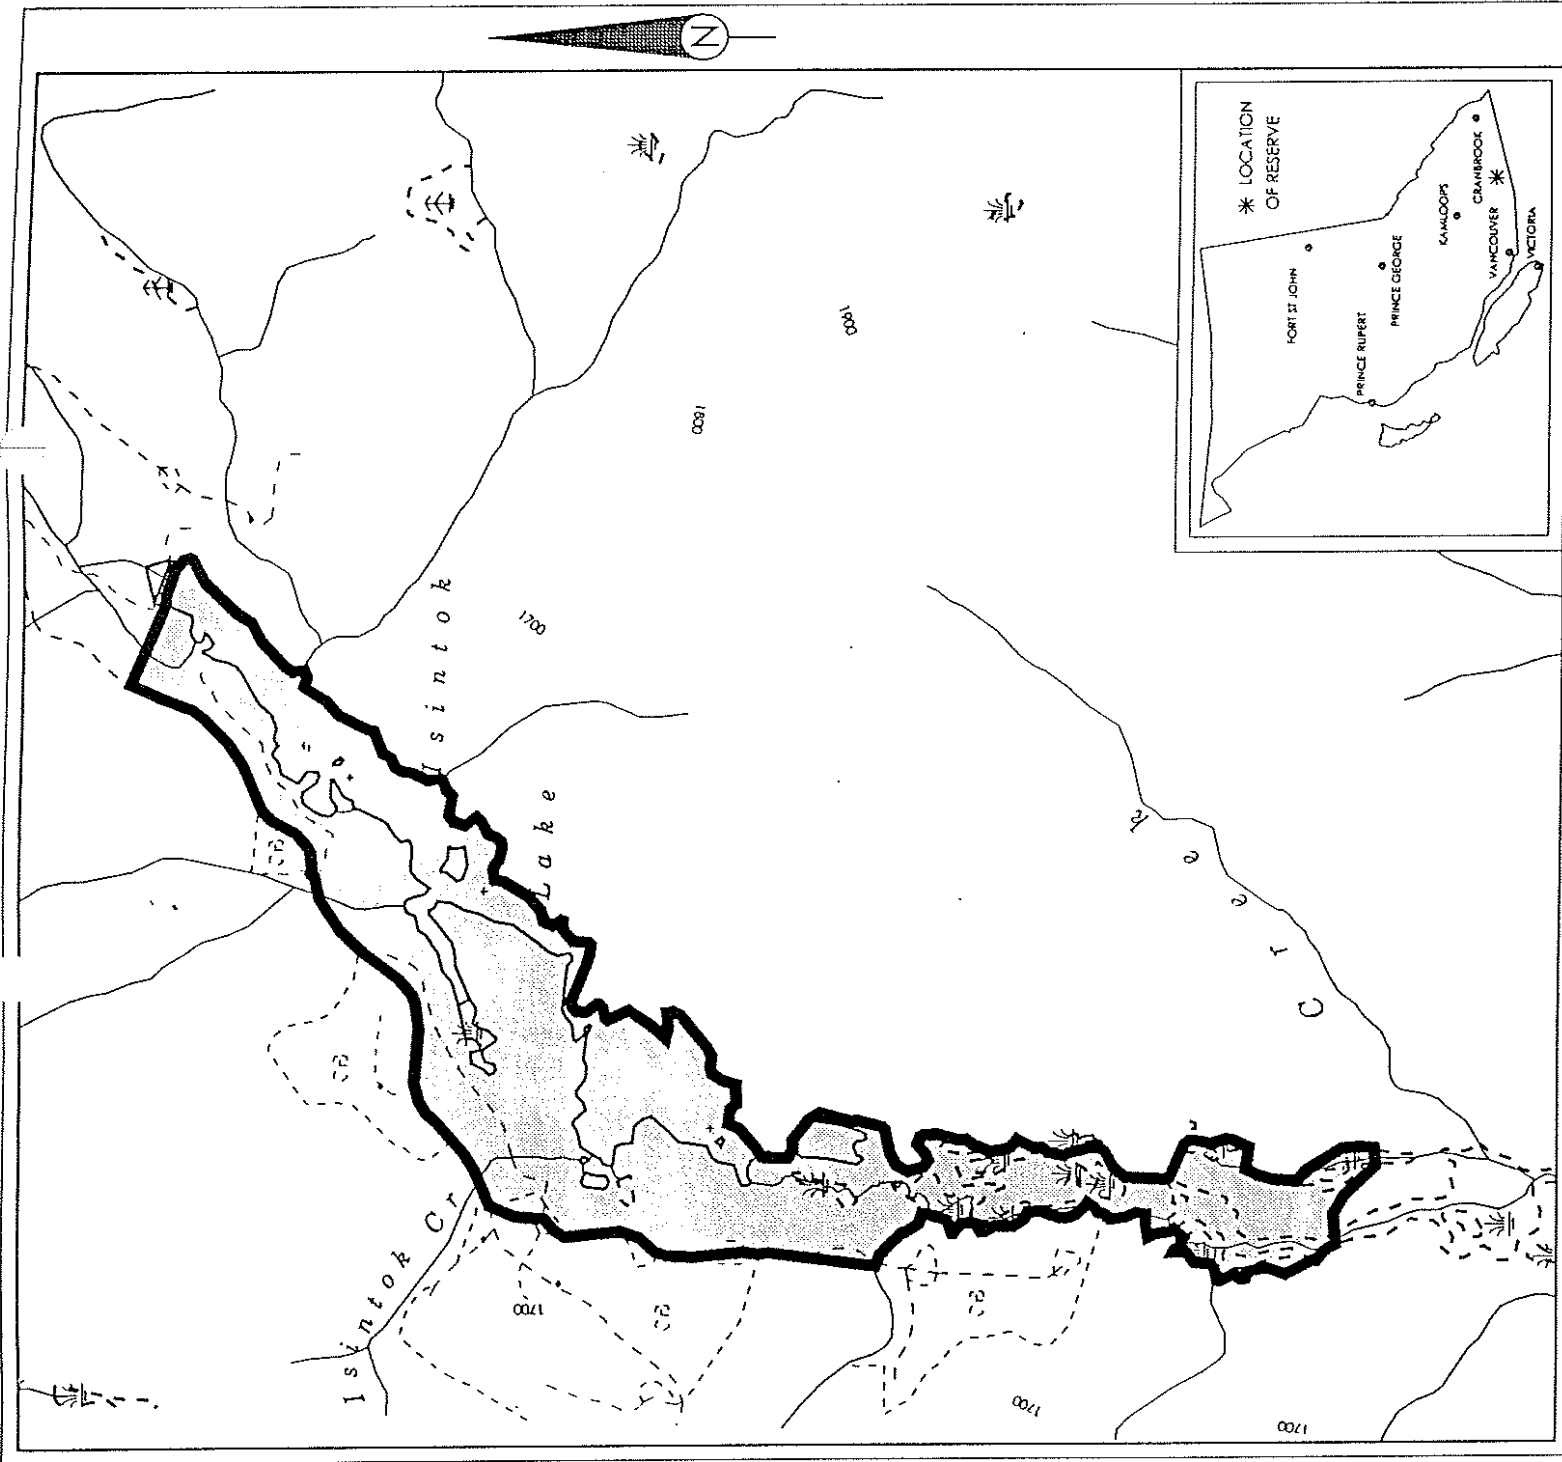 N
* LOCATION
OF RESERVE
FORT ST JOHN
PRINCE RUPERT
PRINCE GEORGE
KAMLOOPS
CRANBROOK
VANCOUVER
VICTORIA
Isintok
Lake
Isintok Cr
Creek
1700
1800
1900
1700
1700
1700